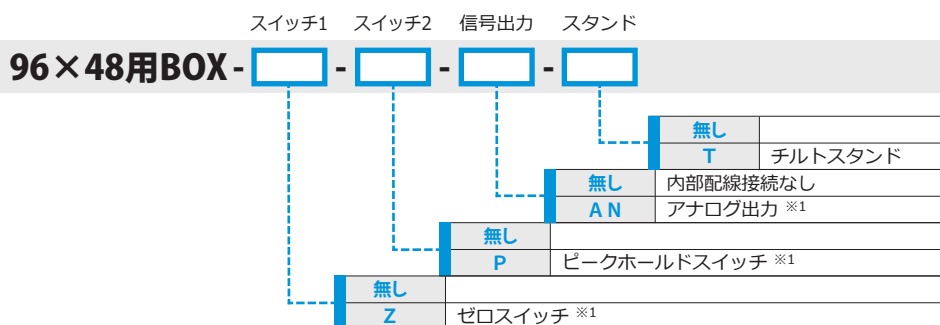 スイッチ1 スイッチ2 信号出力 スタンド
96×48用BOX- - - -
無し
T チルトスタンド
無し 内部配線接続なし
AN アナログ出力 ※1
無し
P ピークホールドスイッチ ※1
無し
Z ゼロスイッチ ※1